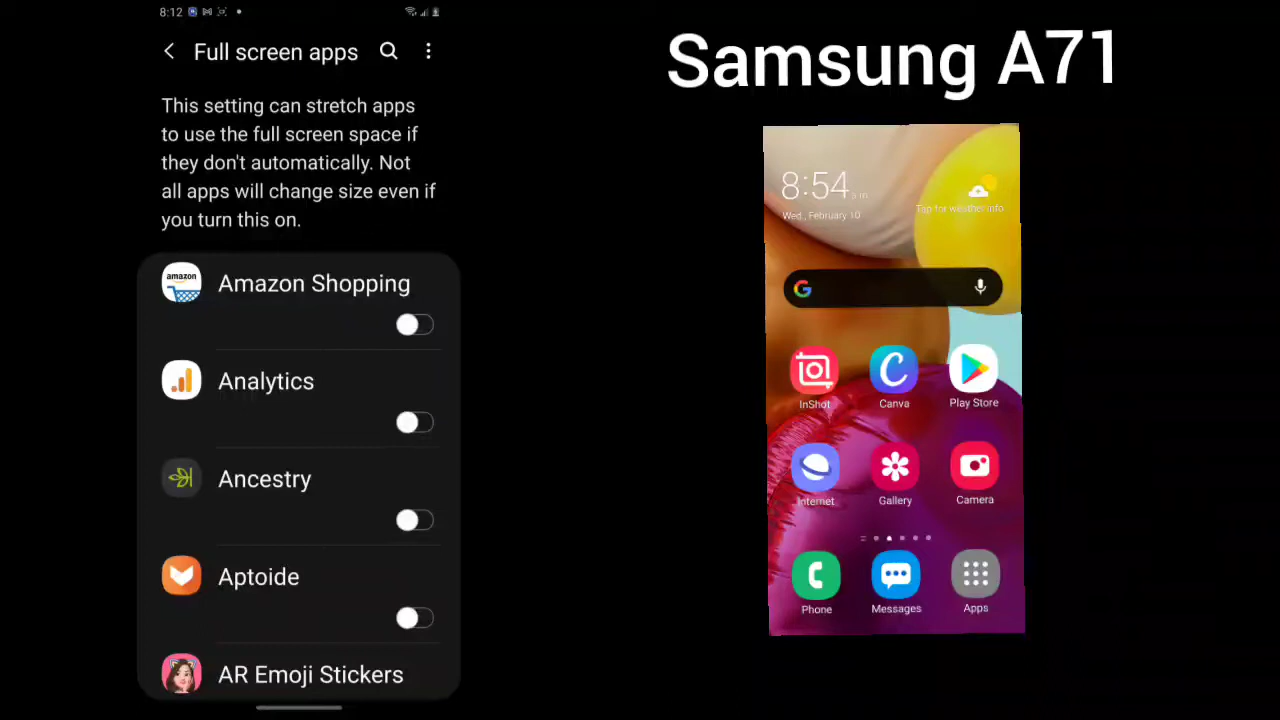 8:12
Full screen apps
This setting can stretch apps
to use the full screen space if
they don't automatically. Not
all apps will change size even if
you turn this on.
amazon
Amazon Shopping
Analytics
Ancestry
Aptoide
AR Emoji Stickers
Samsung A71
8:54 p.m.
Wed, February 10
Tap for weather info
G
InShot
Canva
Play Store
Internet
Gallery
Camera
Phone
Messages
Apps